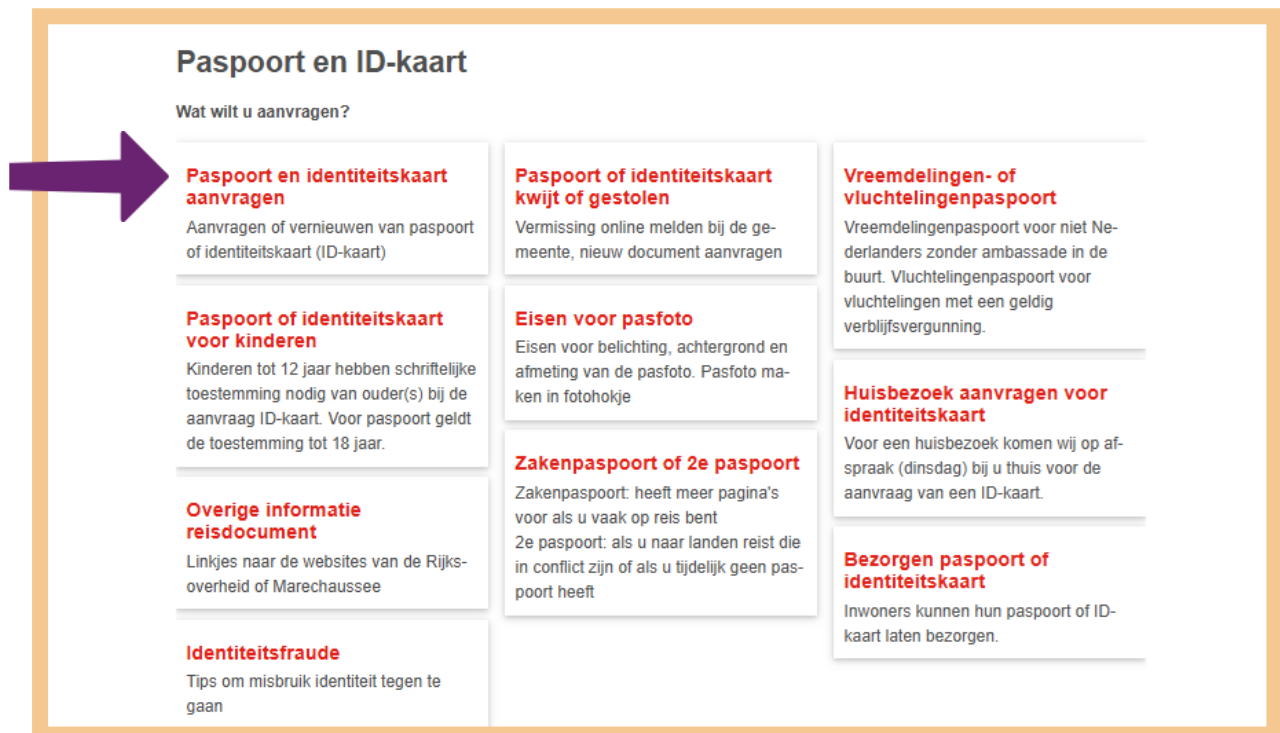 Paspoort en ID-kaart
Wat wilt u aanvragen?
Paspoort en identiteitskaart
aanvragen
Aanvragen of vernieuwen van paspoort
of identiteitskaart (ID-kaart)
Paspoort of identiteitskaart
voor kinderen
Kinderen tot 12 jaar hebben schriftelijke
toestemming nodig van ouder(s) bij de
aanvraag ID-kaart. Voor paspoort geldt
de toestemming tot 18 jaar.
Overige informatie
reisdocument
Linkjes naar de websites van de Rijks-
overheid of Marechaussee
Identiteitsfraude
Tips om misbruik identiteit tegen te
gaan
Paspoort of identiteitskaart
kwijt of gestolen
Vermissing online melden bij de ge-
meente, nieuw document aanvragen
Eisen voor pasfoto
Eisen voor belichting, achtergrond en
afmeting van de pasfoto. Pasfoto ma-
ken in fotohokje
Zakenpaspoort of 2e paspoort
Zakenpaspoort: heeft meer pagina's
voor als u vaak op reis bent
2e paspoort: als u naar landen reist die
in conflict zijn of als u tijdelijk geen pas-
poort heeft
Vreemdelingen- of
vluchtelingenpaspoort
Vreemdelingenpaspoort voor niet Ne-
derlanders zonder ambassade in de
buurt. Vluchtelingenpaspoort voor
vluchtelingen met een geldig
verblijfsvergunning.
Huisbezoek aanvragen voor
identiteitskaart
Voor een huisbezoek komen wij op af-
spraak (dinsdag) bij u thuis voor de
aanvraag van een ID-kaart.
Bezorgen paspoort of
identiteitskaart
Inwoners kunnen hun paspoort of ID-
kaart laten bezorgen.